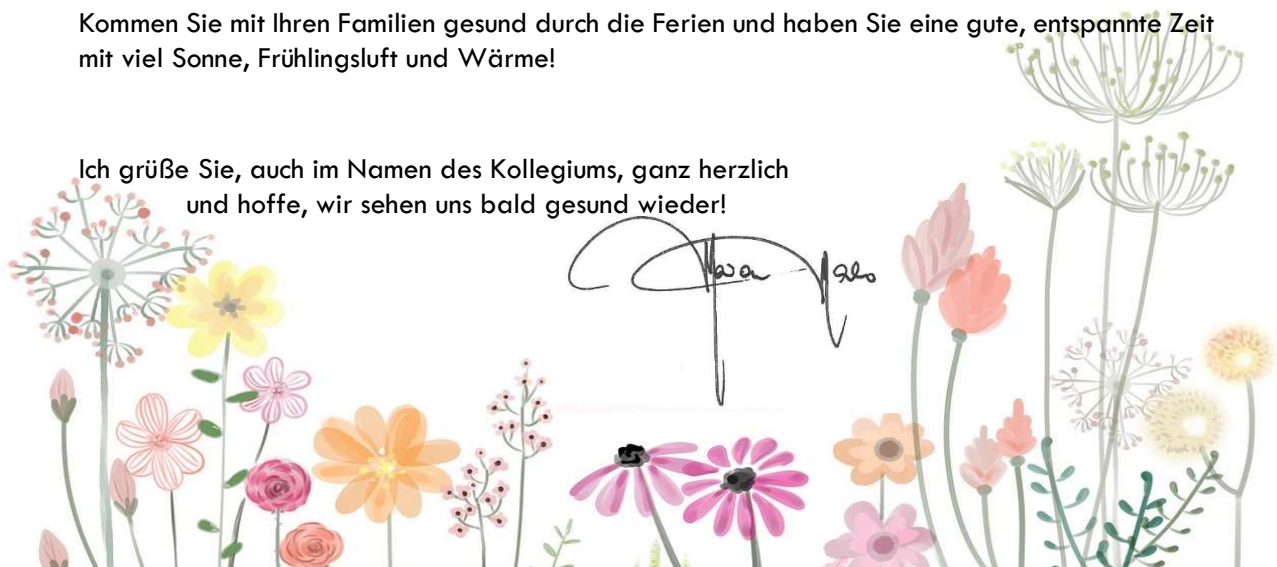 Kommen Sie mit Ihren Familien gesund durch die Ferien und haben Sie eine gute, entspannte Zeit
mit viel Sonne, Frühlingsluft und Wärme!
Ich grüße Sie, auch im Namen des Kollegiums, ganz herzlich
und hoffe, wir sehen uns bald gesund wieder!